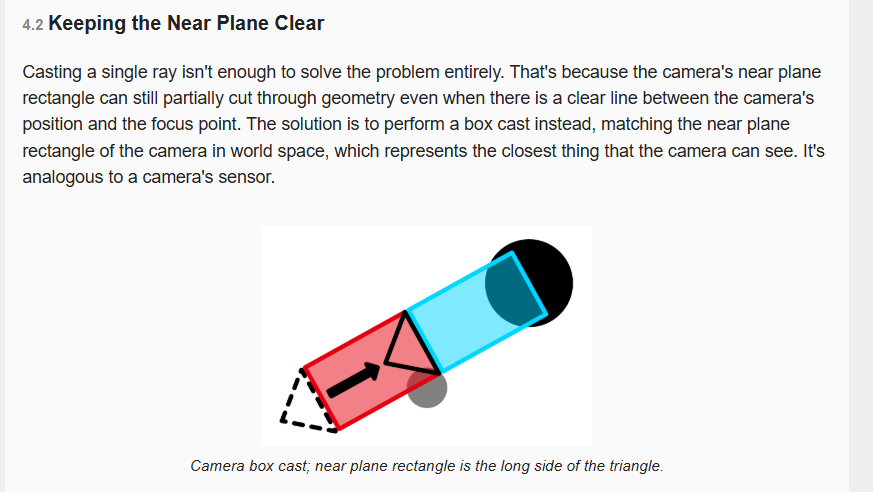 4.2 Keeping the Near Plane Clear
Casting a single ray isn't enough to solve the problem entirely. That's because the camera's near plane
rectangle can still partially cut through geometry even when there is a clear line between the camera's
position and the focus point. The solution is to perform a box cast instead, matching the near plane
rectangle of the camera in world space, which represents the closest thing that the camera can see. It's
analogous to a camera's sensor.
Camera box cast; near plane rectangle is the long side of the triangle.